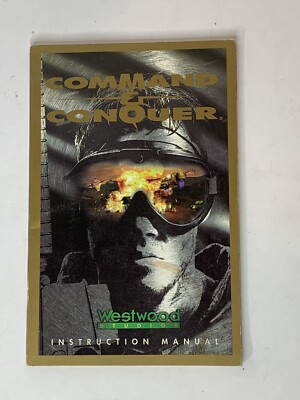 COMMAND
&
CONQUER®
Westwood
STUDIOS
INSTRUCTION MANUAL